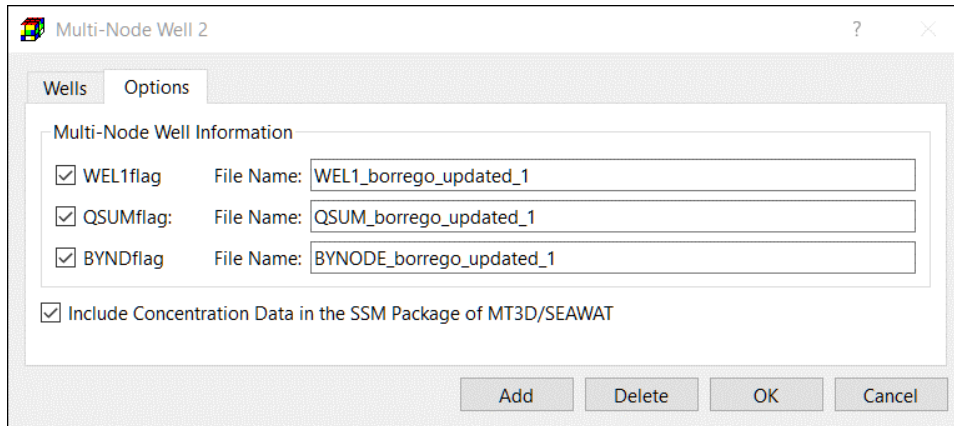 Multi-Node Well 2 ?
Wells Options
Multi-Node Well Information
WEL1flag File Name: WEL1_borrego_updated_1
QSUMflag: File Name: QSUM_borrego_updated_1
BYNDflag File Name: BYNODE_borrego_updated_1
Include Concentration Data in the SSM Package of MT3D/SEAWAT
Add Delete OK Cancel